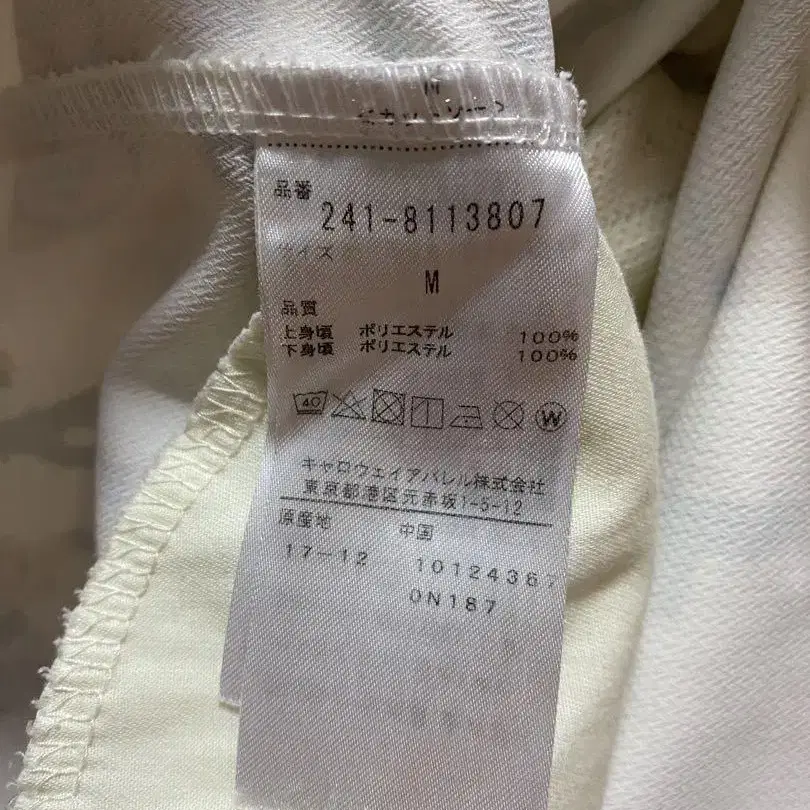 品番
241-8113807
サイズ
M
品質
上身頃 ポリエステル 100%
下身頃 ポリエステル 100%
40
W
キャロウェイアパレル株式会社
東京都港区元赤坂1-5-12
原産地 中国
17-12 10124367
0N187